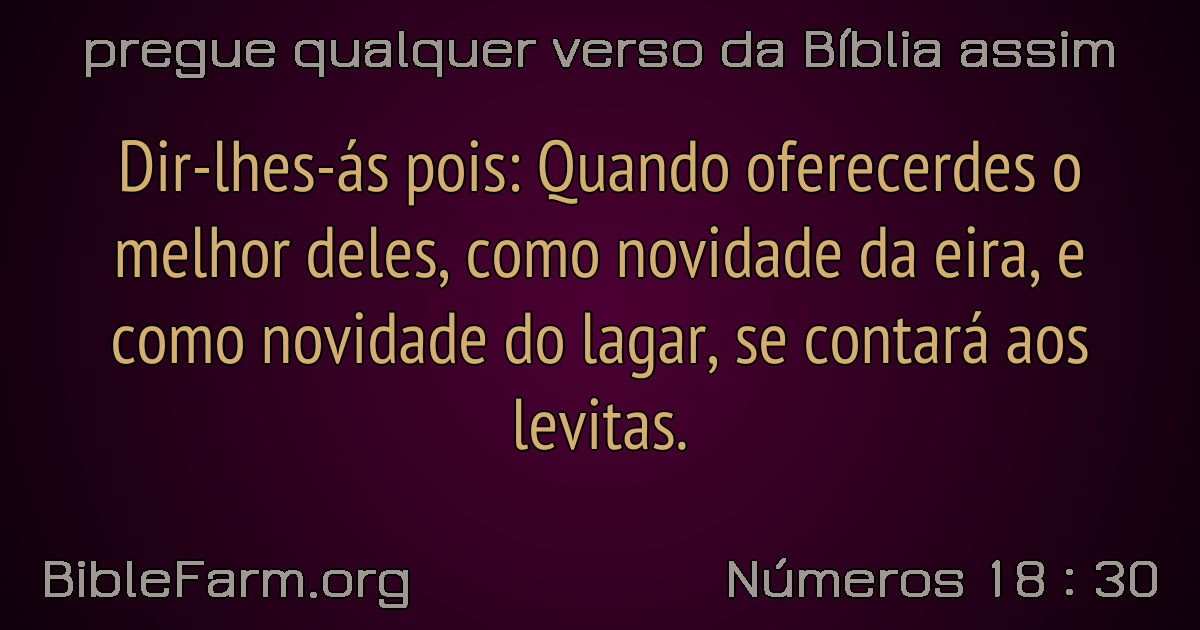 pregue qualquer verso da Bíblia assim
Dir-lhes-ás pois: Quando oferecerdes o
melhor deles, como novidade da eira, e
como novidade do lagar, se contará aos
levitas.
BibleFarm.org
Números 18 : 30